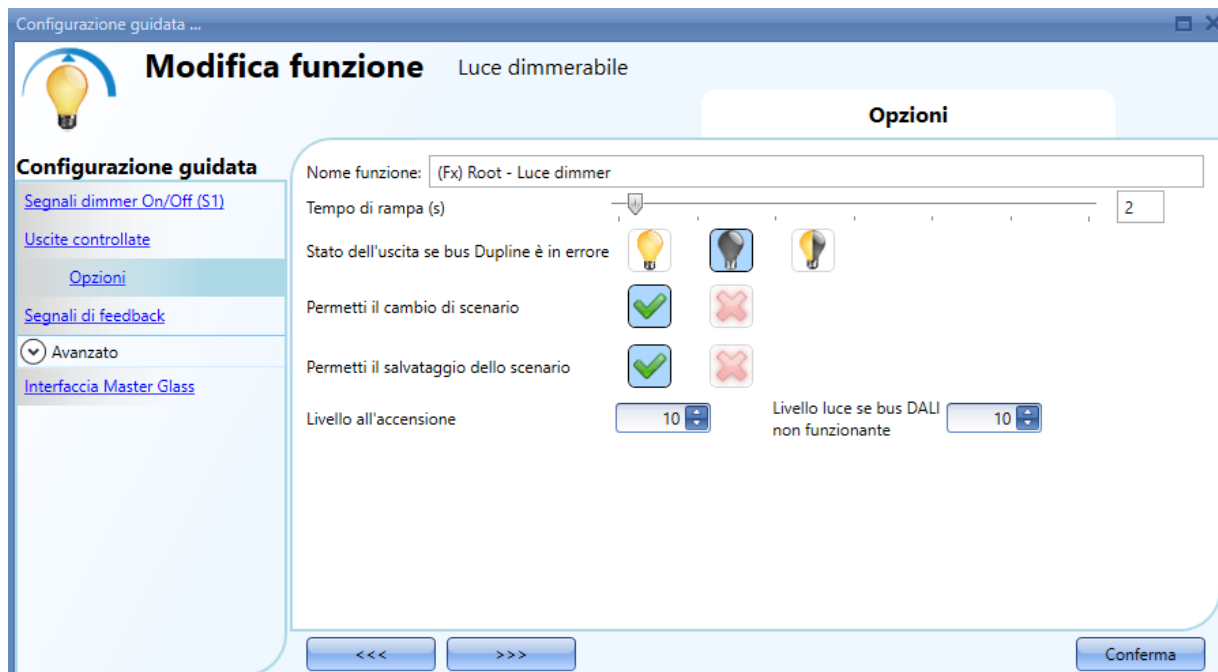 Configurazione guidata ...
Modifica funzione Luce dimmerabile
Opzioni
Configurazione guidata
Segnali dimmer On/Off (S1)
Uscite controllate
Opzioni
Segnali di feedback
Avanzato
Interfaccia Master Glass
Nome funzione: (Fx) Root - Luce dimmer
Tempo di rampa (s) 2
Stato dell'uscita se bus Dupline è in errore
Permetti il cambio di scenario
Permetti il salvataggio dello scenario
Livello all'accensione 10
Livello luce se bus DALI
non funzionante 10
<<< >>> Conferma